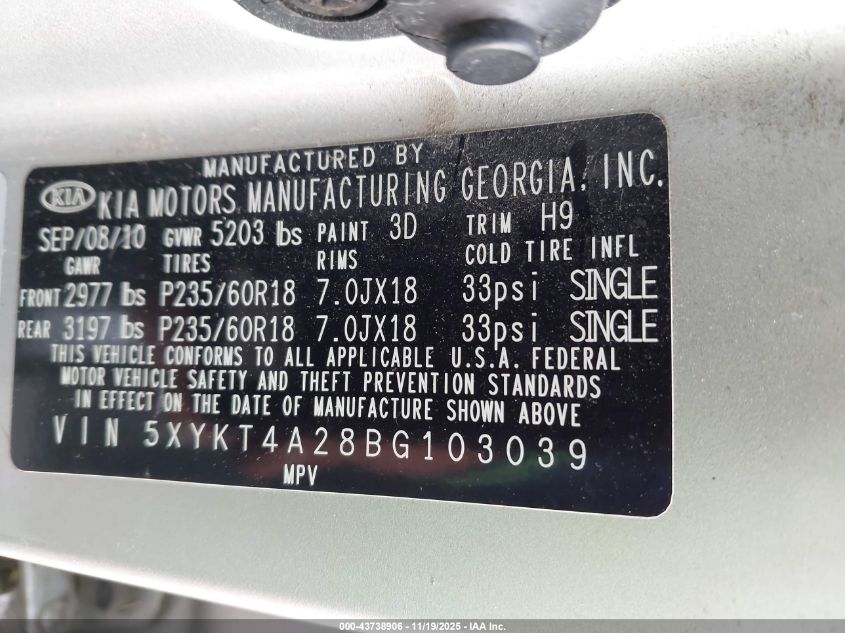 MANUFACTURED BY
KIA KIA MOTORS MANUFACTURING GEORGIA, INC.
SEP/08/10 GVWR 5203 lbs PAINT 3D TRIM H9
GAWR TIRES RIMS COLD TIRE INFL
FRONT 2977 lbs P235/60R18 7.0JX18 33psi SINGLE
REAR 3197 lbs P235/60R18 7.0JX18 33psi SINGLE
THIS VEHICLE CONFORMS TO ALL APPLICABLE U.S.A. FEDERAL
MOTOR VEHICLE SAFETY AND THEFT PREVENTION STANDARDS
IN EFFECT ON THE DATE OF MANUFACTURE SHOWN ABOVE
VIN 5XYKT4A28BG103039
MPV
000-43738906 - 11/19/2025 - IAA Inc.